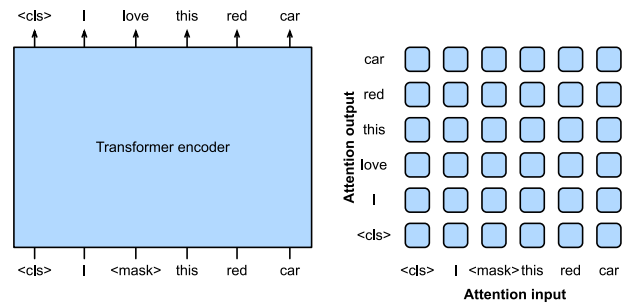 <cls> I love this red car
Transformer encoder
<cls> I <mask> this red car
Attention output
car
red
this
love
I
<cls>
<cls> I <mask> this red car
Attention input